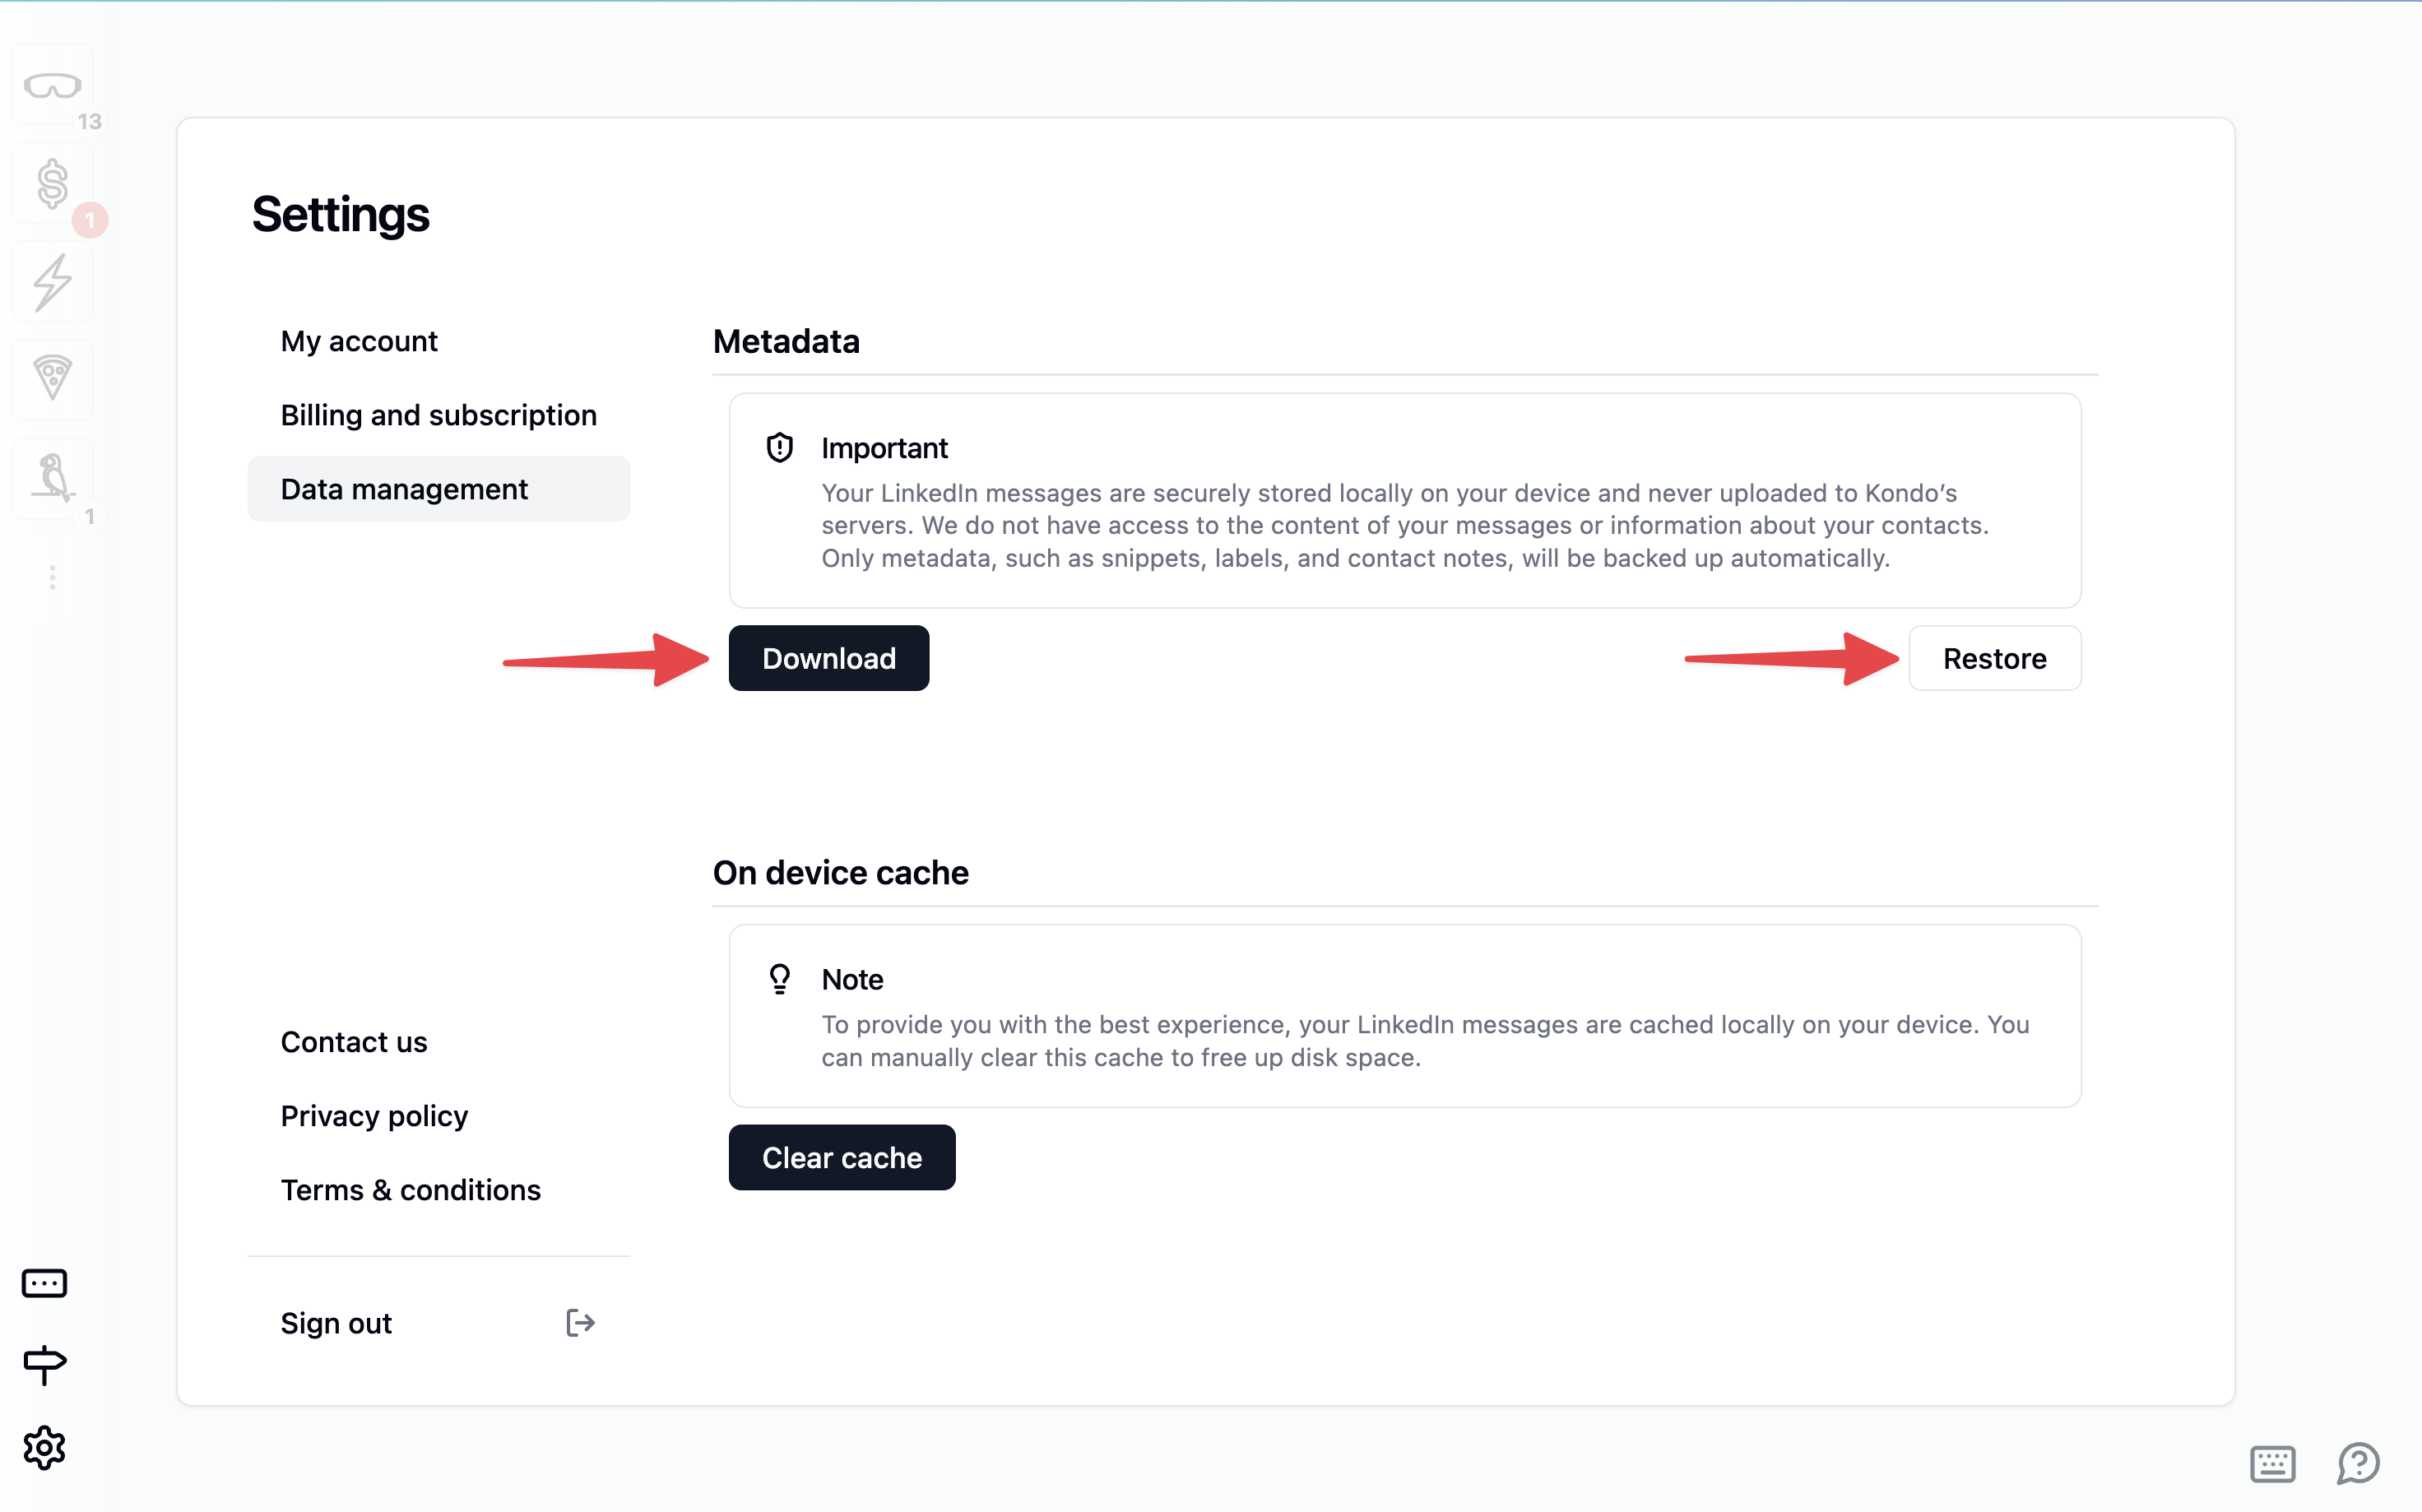 13
1
1
Settings
My account
Billing and subscription
Data management
Metadata
Important
Your LinkedIn messages are securely stored locally on your device and never uploaded to Kondo’s
servers. We do not have access to the content of your messages or information about your contacts.
Only metadata, such as snippets, labels, and contact notes, will be backed up automatically.
Download
Restore
On device cache
Note
To provide you with the best experience, your LinkedIn messages are cached locally on your device. You
can manually clear this cache to free up disk space.
Clear cache
Contact us
Privacy policy
Terms & conditions
Sign out